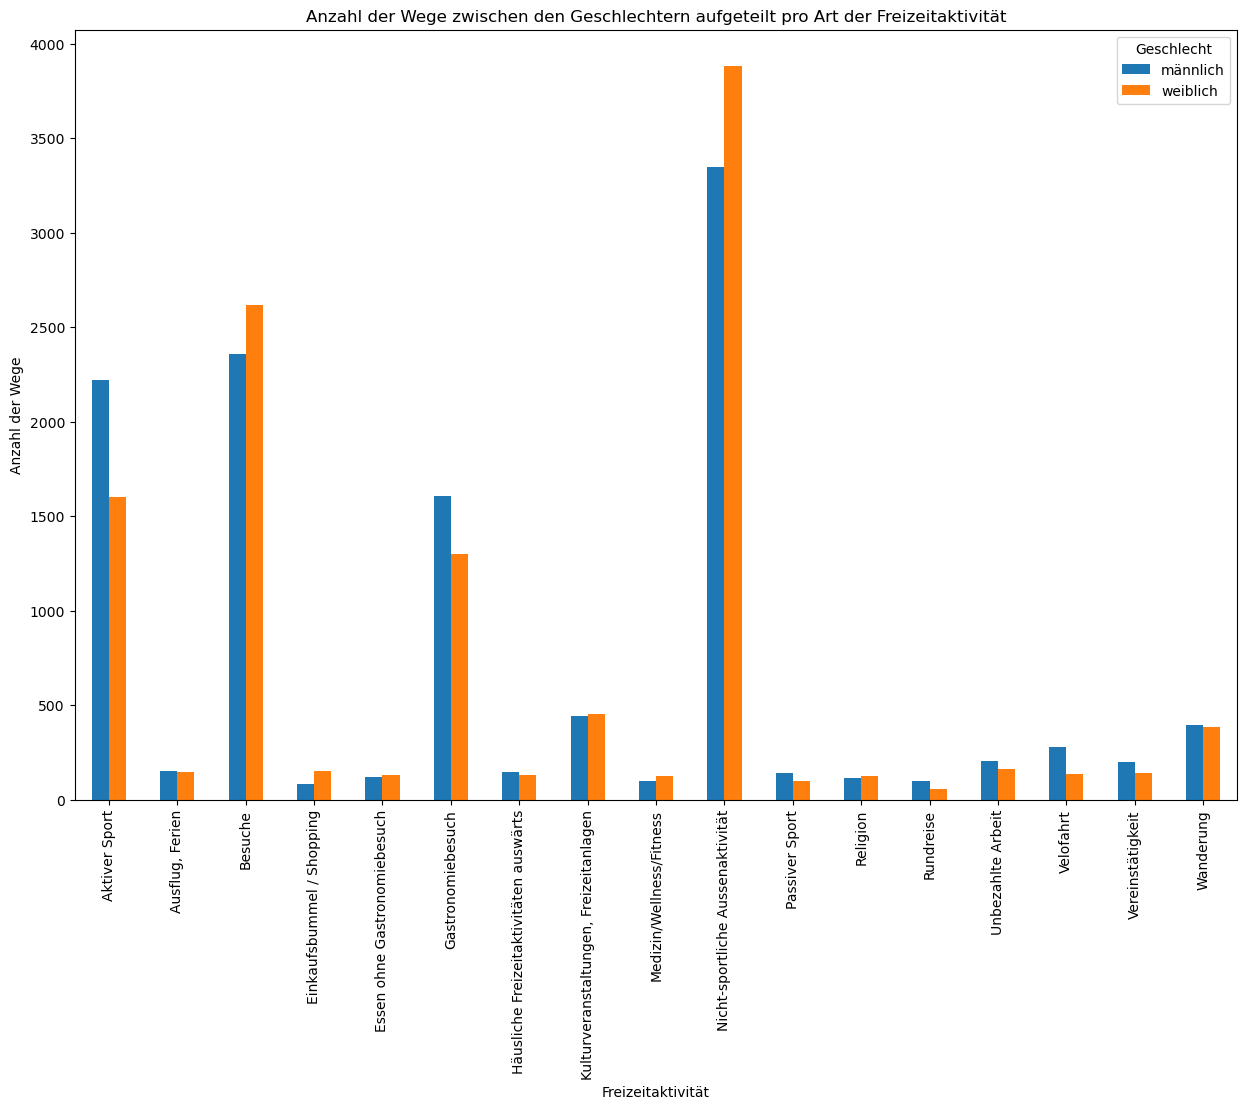 Anzahl der Wege zwischen den Geschlechtern aufgeteilt pro Art der Freizeitaktivität
Geschlecht
männlich
weiblich
Anzahl der Wege
4000
3500
3000
2500
2000
1500
1000
500
0
Aktiver Sport
Ausflug, Ferien
Besuche
Einkaufsbummel / Shopping
Essen ohne Gastronomiebesuch
Gastronomiebesuch
Häusliche Freizeitaktivitäten auswärts
Kulturveranstaltungen, Freizeitanlagen
Medizin/Wellness/Fitness
Nicht-sportliche Aussenaktivität
Passiver Sport
Religion
Rundreise
Unbezahlte Arbeit
Velofahrt
Vereinstätigkeit
Wanderung
Freizeitaktivität